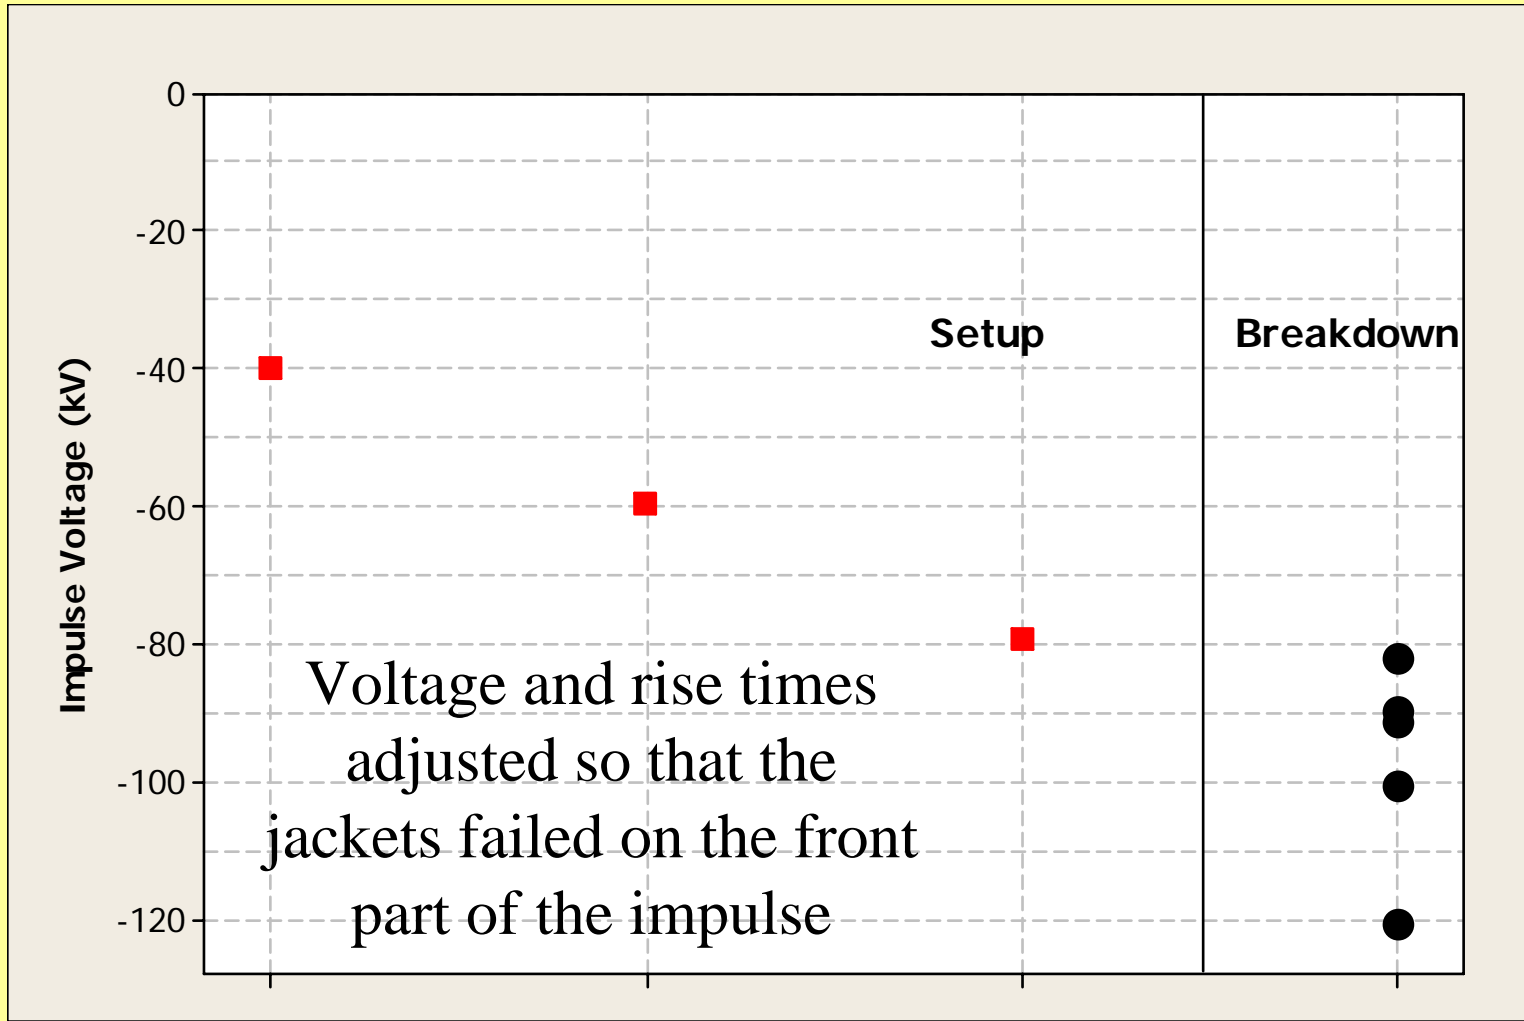 0
-20
-40
-60
-80
-100
-120
Impulse Voltage (kV)
Setup
Breakdown
Voltage and rise times
adjusted so that the
jackets failed on the front
part of the impulse